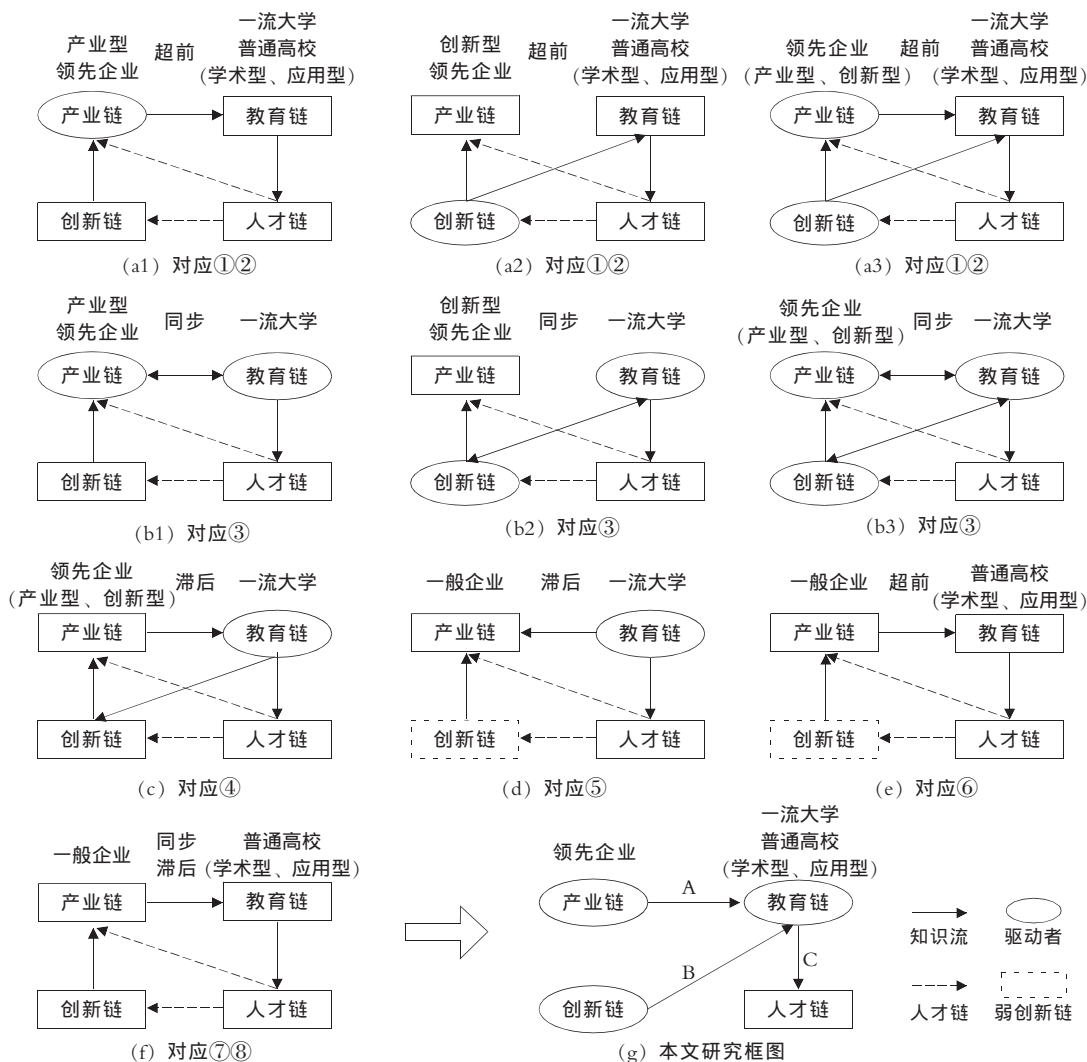 产业型
领先企业
超前
一流大学
普通高校
(学术型、应用型)
产业链
教育链
创新链
人才链
(a1) 对应①②
创新型
领先企业
超前
一流大学
普通高校
(学术型、应用型)
产业链
教育链
创新链
人才链
(a2) 对应①②
领先企业
(产业型、创新型)
超前
一流大学
普通高校
(学术型、应用型)
产业链
教育链
创新链
人才链
(a3) 对应①②
产业型
领先企业
同步
一流大学
产业链
教育链
创新链
人才链
(b1) 对应③
创新型
领先企业
同步
一流大学
产业链
教育链
创新链
人才链
(b2) 对应③
领先企业
(产业型、创新型)
同步
一流大学
产业链
教育链
创新链
人才链
(b3) 对应③
领先企业
(产业型、创新型)
滞后
一流大学
产业链
教育链
创新链
人才链
(c) 对应④
一般企业
滞后
一流大学
产业链
教育链
创新链
人才链
(d) 对应⑤
一般企业
超前
普通高校
(学术型、应用型)
产业链
教育链
创新链
人才链
(e) 对应⑥
一般企业
同步
滞后
普通高校
(学术型、应用型)
产业链
教育链
创新链
人才链
(f) 对应⑦⑧
领先企业
一流大学
普通高校
(学术型、应用型)
产业链
A
教育链
B
C
创新链
人才链
(g) 本文研究框图
知识流
驱动者
人才链
弱创新链